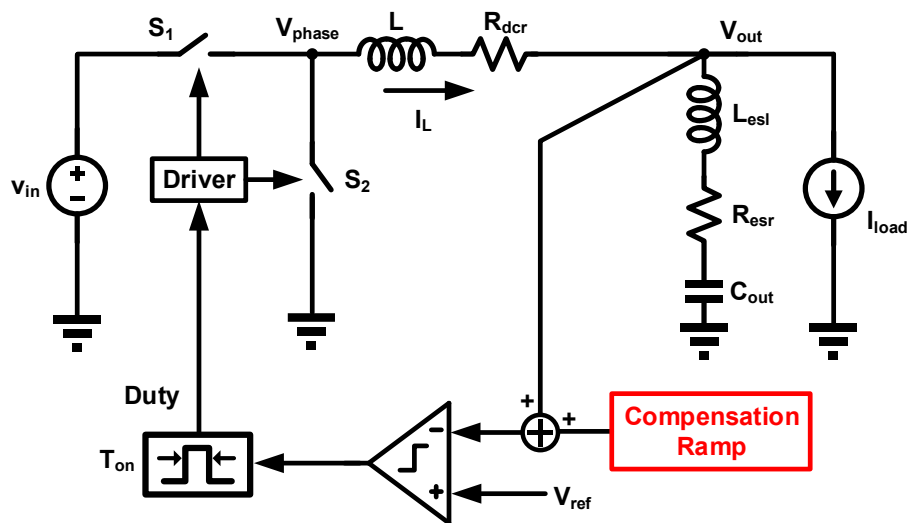 S1
Vphase
L
Rdcr
Vout
IL
Lesl
vin
+
−
Driver
S2
Resr
Iload
Cout
Duty
+
+
Compensation
Ramp
Ton
−
+
Vref